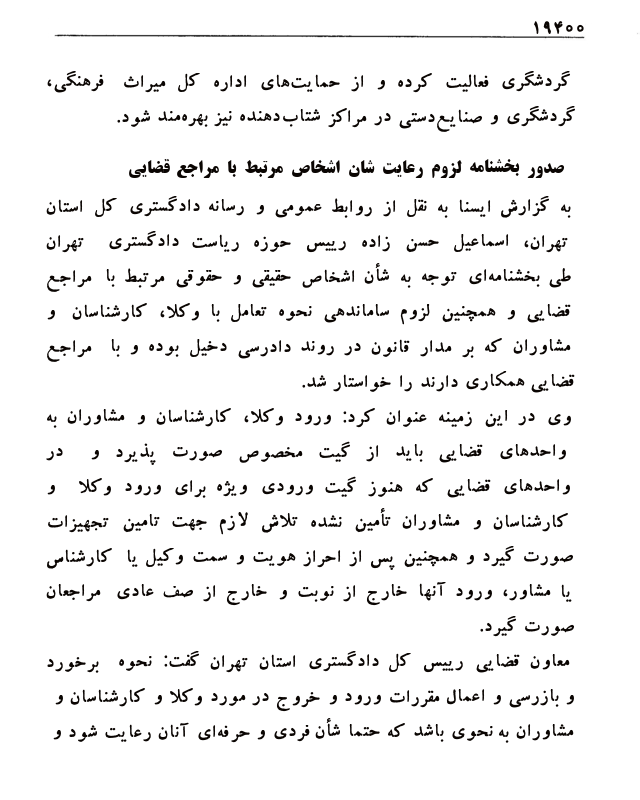 ۱۹۴۰۰
گردشگری فعالیت کرده و از حمایت‌های اداره کل میراث فرهنگی،
گردشگری و صنایع‌دستی در مراکز شتاب‌دهنده نیز بهره‌مند شود.
صدور بخشنامه لزوم رعایت شان اشخاص مرتبط با مراجع قضایی
به گزارش ایسنا به نقل از روابط عمومی و رسانه دادگستری کل استان
تهران، اسماعیل حسن زاده رییس حوزه ریاست دادگستری تهران
طی بخشنامه‌ای توجه به شأن اشخاص حقیقی و حقوقی مرتبط با مراجع
قضایی و همچنین لزوم ساماندهی نحوه تعامل با وکلا، کارشناسان و
مشاوران که بر مدار قانون در روند دادرسی دخیل بوده و با مراجع
قضایی همکاری دارند را خواستار شد.
وی در این زمینه عنوان کرد: ورود وکلا، کارشناسان و مشاوران به
واحدهای قضایی باید از گیت مخصوص صورت پذیرد و در
واحدهای قضایی که هنوز گیت ورودی ویژه برای ورود وکلا و
کارشناسان و مشاوران تأمین نشده تلاش لازم جهت تامین تجهیزات
صورت گیرد و همچنین پس از احراز هویت و سمت وکیل یا کارشناس
یا مشاور، ورود آنها خارج از نوبت و خارج از صف عادی مراجعان
صورت گیرد.
معاون قضایی رییس کل دادگستری استان تهران گفت: نحوه برخورد
و بازرسی و اعمال مقررات ورود و خروج در مورد وکلا و کارشناسان و
مشاوران به نحوی باشد که حتما شأن فردی و حرفه‌ای آنان رعایت شود و